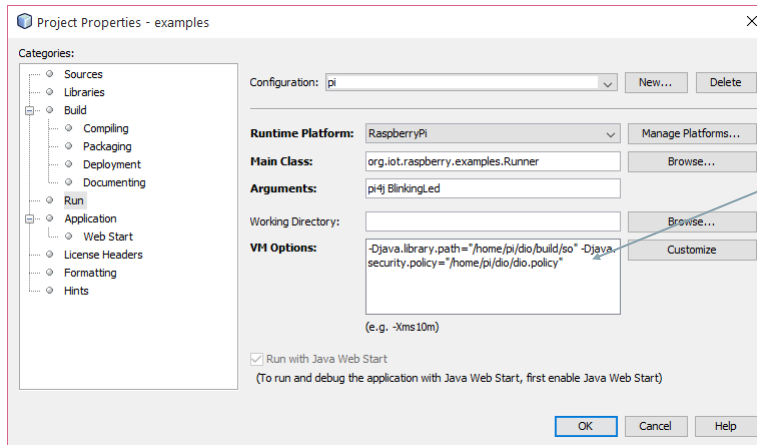 Project Properties - examples
Categories:
Sources
Libraries
Build
Compiling
Packaging
Deployment
Documenting
Run
Application
Web Start
License Headers
Formatting
Hints
Configuration: pi
New...
Delete
Runtime Platform: RaspberryPi
Manage Platforms...
Main Class: org.iot.raspberry.examples.Runner
Browse...
Arguments: pi4j BlinkingLed
Working Directory:
Browse...
VM Options: -Djava.library.path="/home/pi/dio/build/so" -Djava.
security.policy="/home/pi/dio/dio.policy"
Customize
(e.g. -Xms10m)
Run with Java Web Start
(To run and debug the application with Java Web Start, first enable Java Web Start)
OK
Cancel
Help